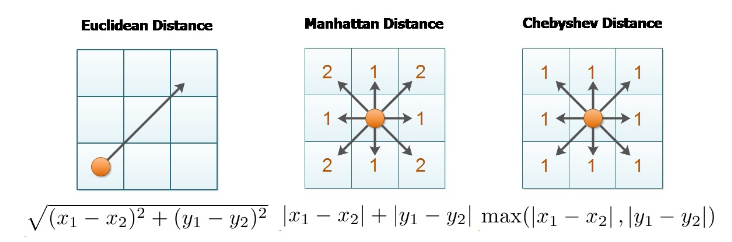 Euclidean Distance Manhattan Distance Chebyshev Distance
2 1 2 1 1 1
1 1 1 1
2 1 2 1 1 1
√(x₁ − x₂)² + (y₁ − y₂)² |x₁ − x₂| + |y₁ − y₂| max(|x₁ − x₂| , |y₁ − y₂|)